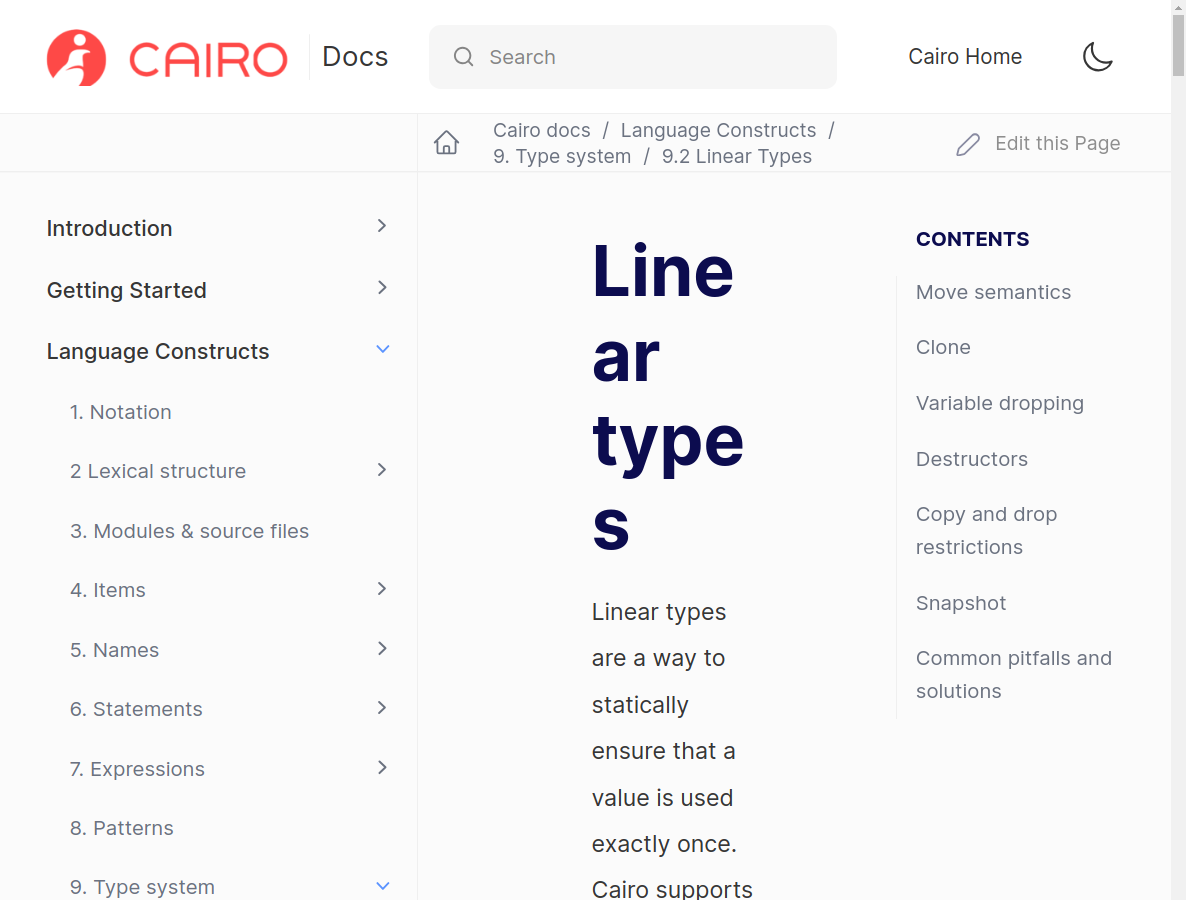 CAIRO
Docs
Search
Cairo Home
Cairo docs / Language Constructs /
9. Type system / 9.2 Linear Types
Edit this Page
Introduction
Getting Started
Language Constructs
1. Notation
2 Lexical structure
3. Modules & source files
4. Items
5. Names
6. Statements
7. Expressions
8. Patterns
9. Type system
Line
ar
type
s
Linear types
are a way to
statically
ensure that a
value is used
exactly once.
Cairo supports
CONTENTS
Move semantics
Clone
Variable dropping
Destructors
Copy and drop
restrictions
Snapshot
Common pitfalls and
solutions